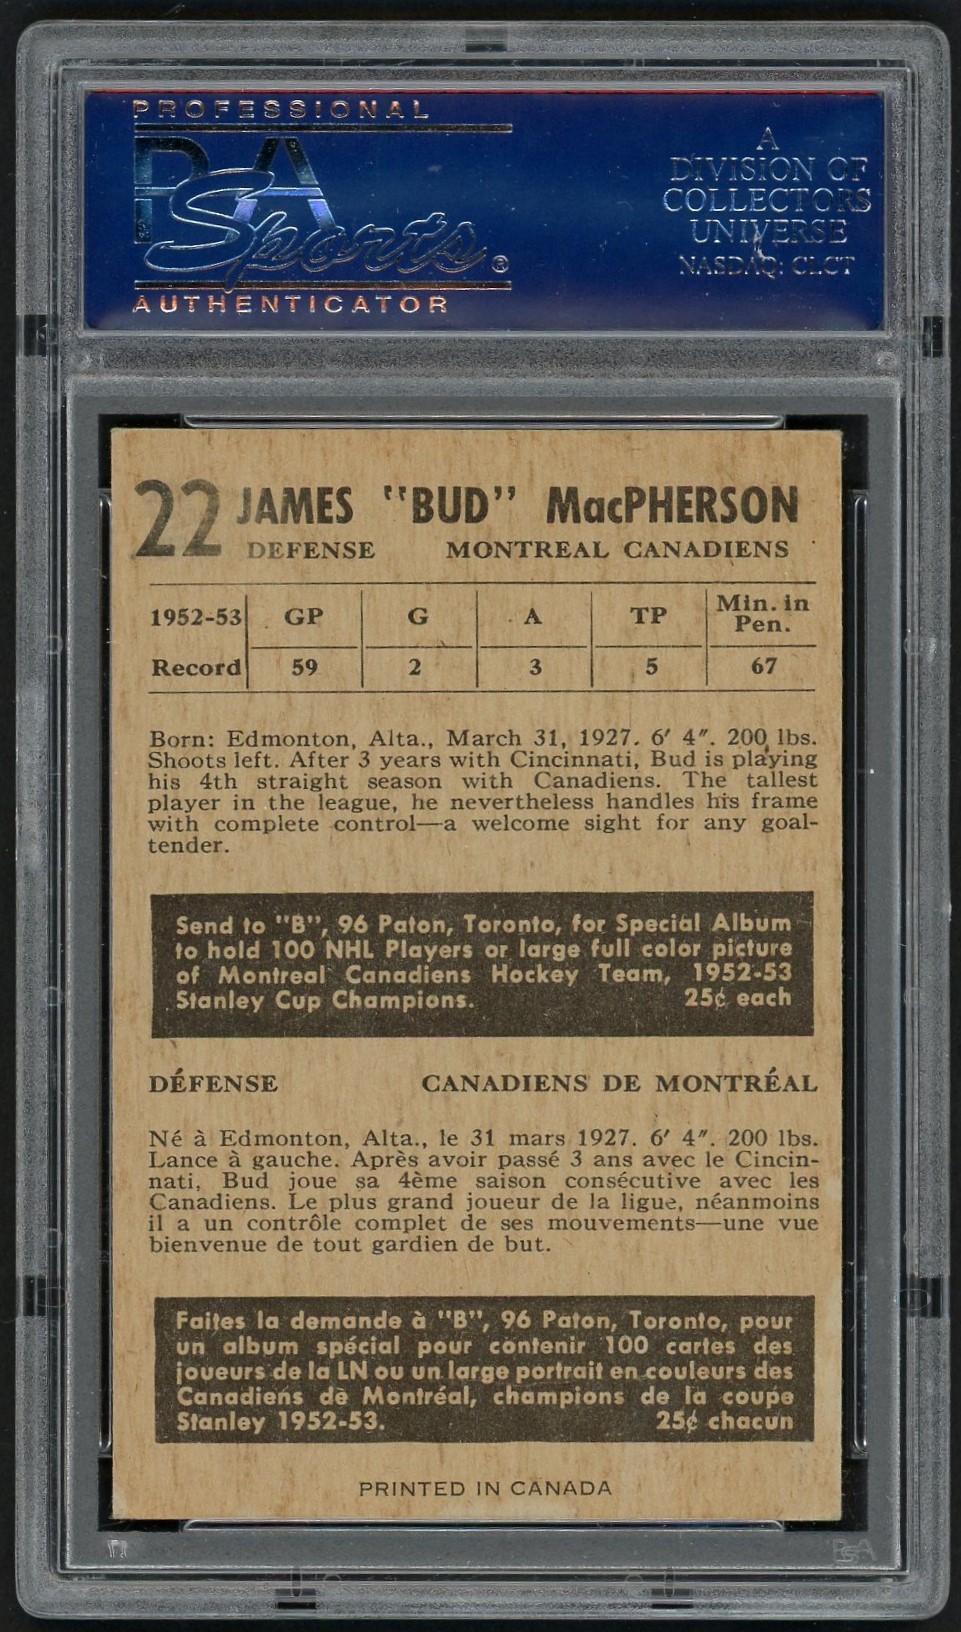 PROFESSIONAL
PSA
Sports ®
AUTHENTICATOR
A
DIVISION OF
COLLECTORS
UNIVERSE
NASDAQ: CLCT
22 JAMES "BUD" MacPHERSON
DEFENSE MONTREAL CANADIENS
1952-53 GP G A TP Min. in Pen.
Record 59 2 3 5 67
Born: Edmonton, Alta., March 31, 1927. 6′ 4″. 200 lbs.
Shoots left. After 3 years with Cincinnati, Bud is playing
his 4th straight season with Canadiens. The tallest
player in the league, he nevertheless handles his frame
with complete control—a welcome sight for any goal-
tender.
Send to "B", 96 Paton, Toronto, for Special Album
to hold 100 NHL Players or large full color picture
of Montreal Canadiens Hockey Team, 1952-53
Stanley Cup Champions. 25¢ each
DÉFENSE CANADIENS DE MONTRÉAL
Né à Edmonton, Alta., le 31 mars 1927. 6′ 4″. 200 lbs.
Lance à gauche. Après avoir passé 3 ans avec le Cincin-
nati, Bud joue sa 4ème saison consécutive avec les
Canadiens. Le plus grand joueur de la ligue, néanmoins
il a un contrôle complet de ses mouvements—une vue
bienvenue de tout gardien de but.
Faites la demande à "B", 96 Paton, Toronto, pour
un album spécial pour contenir 100 cartes des
joueurs de la LN ou un large portrait en couleurs des
Canadiens de Montréal, champions de la coupe
Stanley 1952-53. 25¢ chacun
PRINTED IN CANADA
PSA